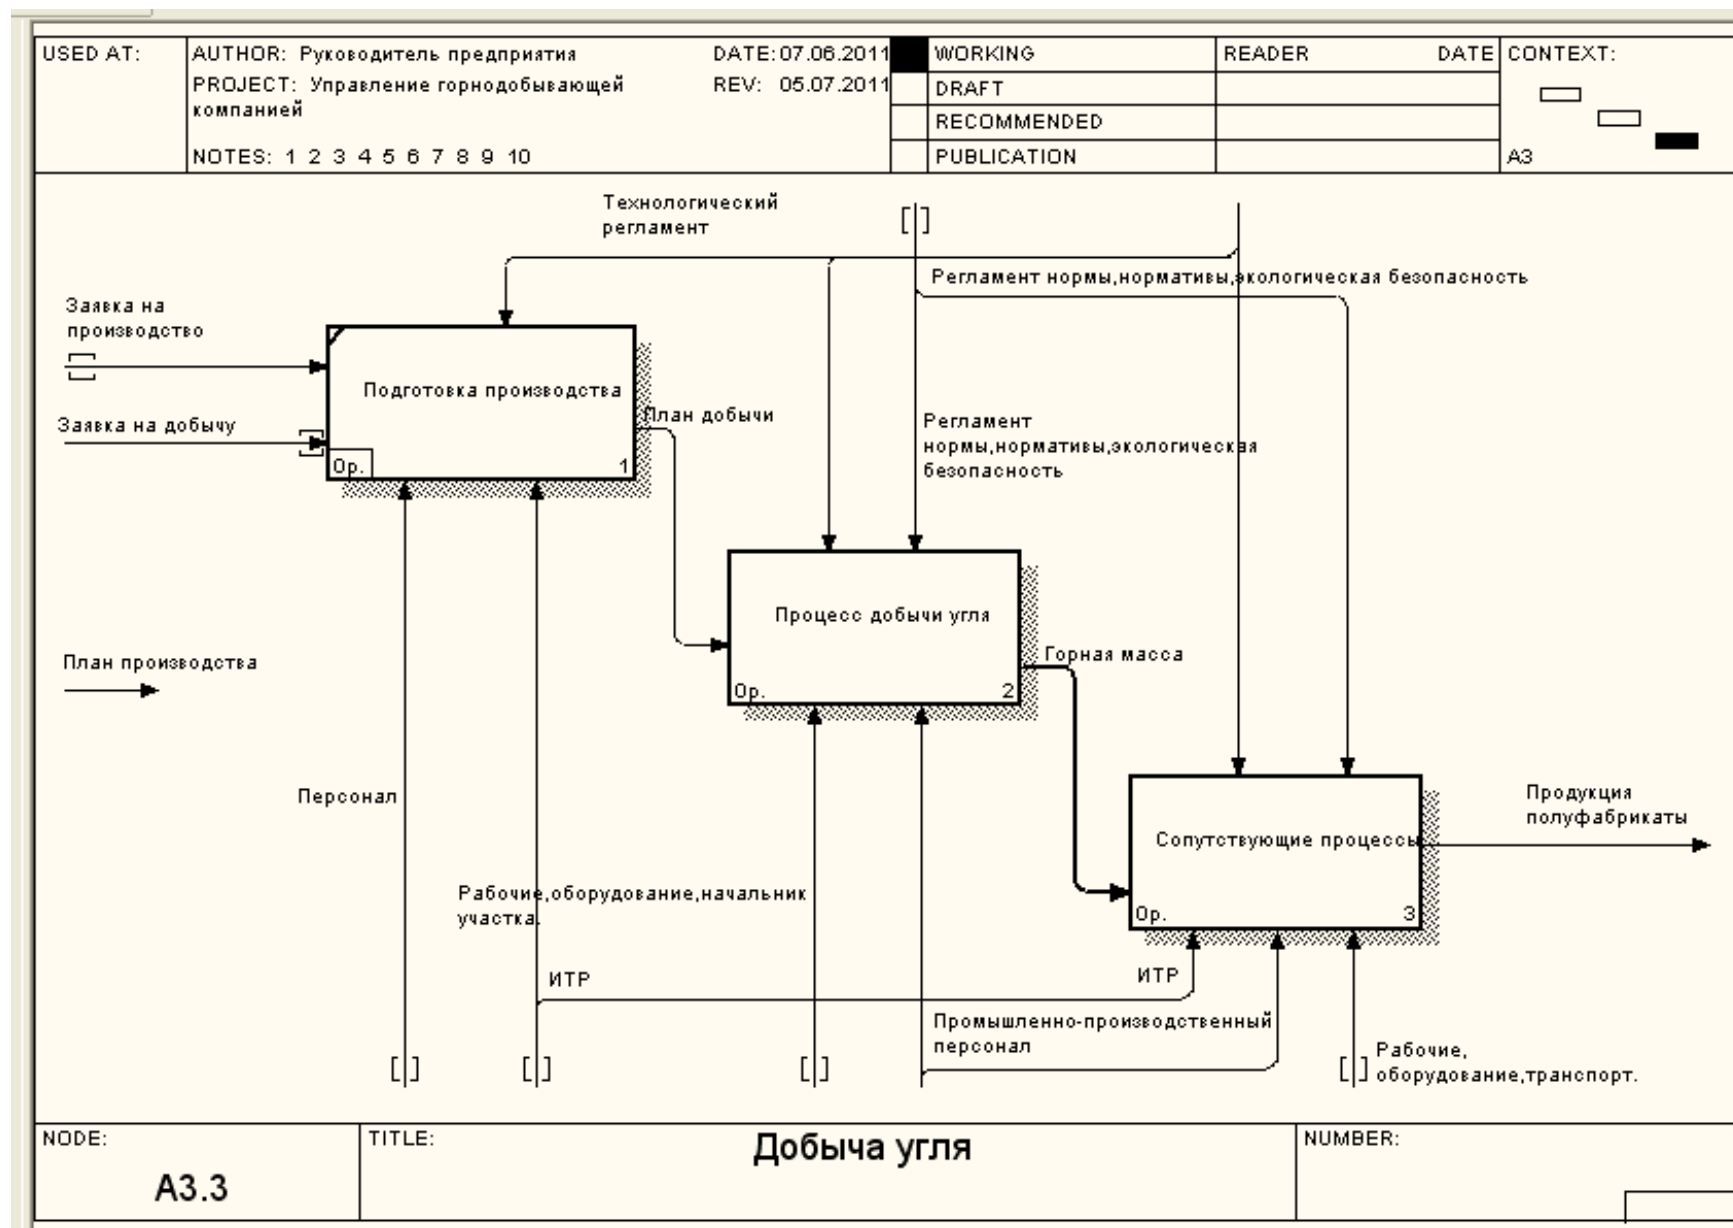 USED AT:
AUTHOR: Руководитель предприятия
DATE: 07.06.2011
PROJECT: Управление горнодобывающей
компанией
REV: 05.07.2011
NOTES: 1 2 3 4 5 6 7 8 9 10
WORKING
DRAFT
RECOMMENDED
PUBLICATION
READER
DATE
CONTEXT:
A3
Технологический
регламент
Регламент нормы,нормативы,экологическая безопасность
Заявка на
производство
Подготовка производства
Заявка на добычу
Ор.
1
План добычи
Регламент
нормы,нормативы,экологическая
безопасность
Процесс добычи угля
Ор.
2
Горная масса
План производства
Персонал
Продукция
полуфабрикаты
Сопутствующие процессы
Ор.
3
Рабочие,оборудование,начальник
участка.
ИТР
ИТР
Промышленно-производственный
персонал
Рабочие,
оборудование,транспорт.
NODE:
A3.3
TITLE:
Добыча угля
NUMBER: